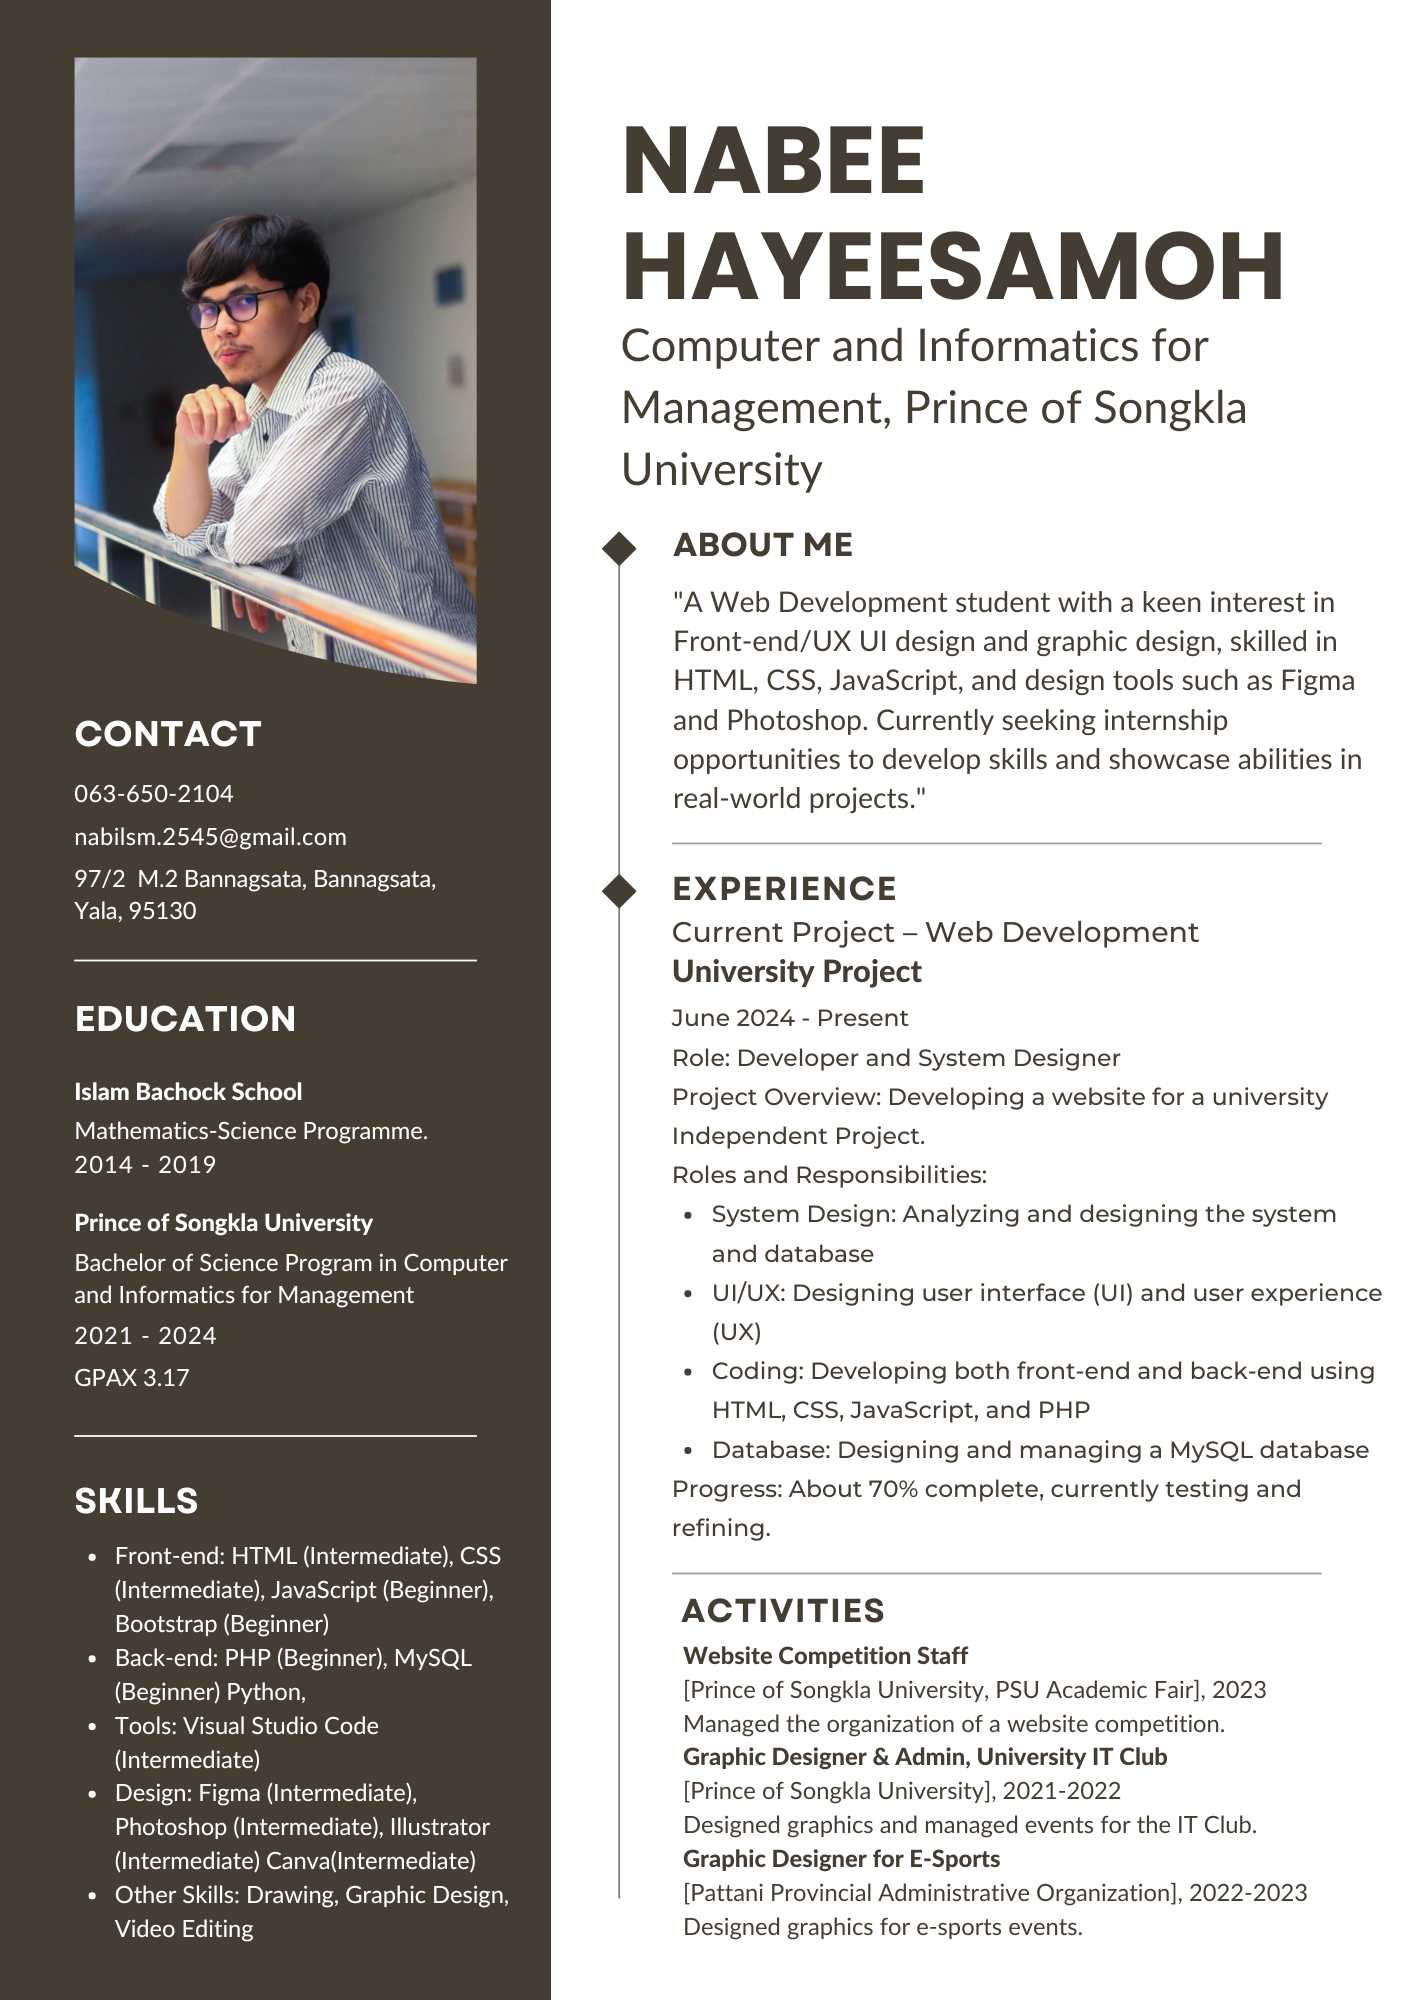 NABEE
HAYEESAMOH
Computer and Informatics for
Management, Prince of Songkla
University
CONTACT
063-650-2104
nabilsm.2545@gmail.com
97/2  M.2 Bannagsata, Bannagsata,
Yala, 95130
EDUCATION
Islam Bachock School
Mathematics-Science Programme.
2014 - 2019
Prince of Songkla University
Bachelor of Science Program in Computer
and Informatics for Management
2021 - 2024
GPAX 3.17
SKILLS
• Front-end: HTML (Intermediate), CSS
(Intermediate), JavaScript (Beginner),
Bootstrap (Beginner)
• Back-end: PHP (Beginner), MySQL
(Beginner) Python,
• Tools: Visual Studio Code
(Intermediate)
• Design: Figma (Intermediate),
Photoshop (Intermediate), Illustrator
(Intermediate) Canva(Intermediate)
• Other Skills: Drawing, Graphic Design,
Video Editing
ABOUT ME
"A Web Development student with a keen interest in
Front-end/UX UI design and graphic design, skilled in
HTML, CSS, JavaScript, and design tools such as Figma
and Photoshop. Currently seeking internship
opportunities to develop skills and showcase abilities in
real-world projects."
EXPERIENCE
Current Project – Web Development
University Project
June 2024 - Present
Role: Developer and System Designer
Project Overview: Developing a website for a university
Independent Project.
Roles and Responsibilities:
• System Design: Analyzing and designing the system
and database
• UI/UX: Designing user interface (UI) and user experience
(UX)
• Coding: Developing both front-end and back-end using
HTML, CSS, JavaScript, and PHP
• Database: Designing and managing a MySQL database
Progress: About 70% complete, currently testing and
refining.
ACTIVITIES
Website Competition Staff
[Prince of Songkla University, PSU Academic Fair], 2023
Managed the organization of a website competition.
Graphic Designer & Admin, University IT Club
[Prince of Songkla University], 2021-2022
Designed graphics and managed events for the IT Club.
Graphic Designer for E-Sports
[Pattani Provincial Administrative Organization], 2022-2023
Designed graphics for e-sports events.